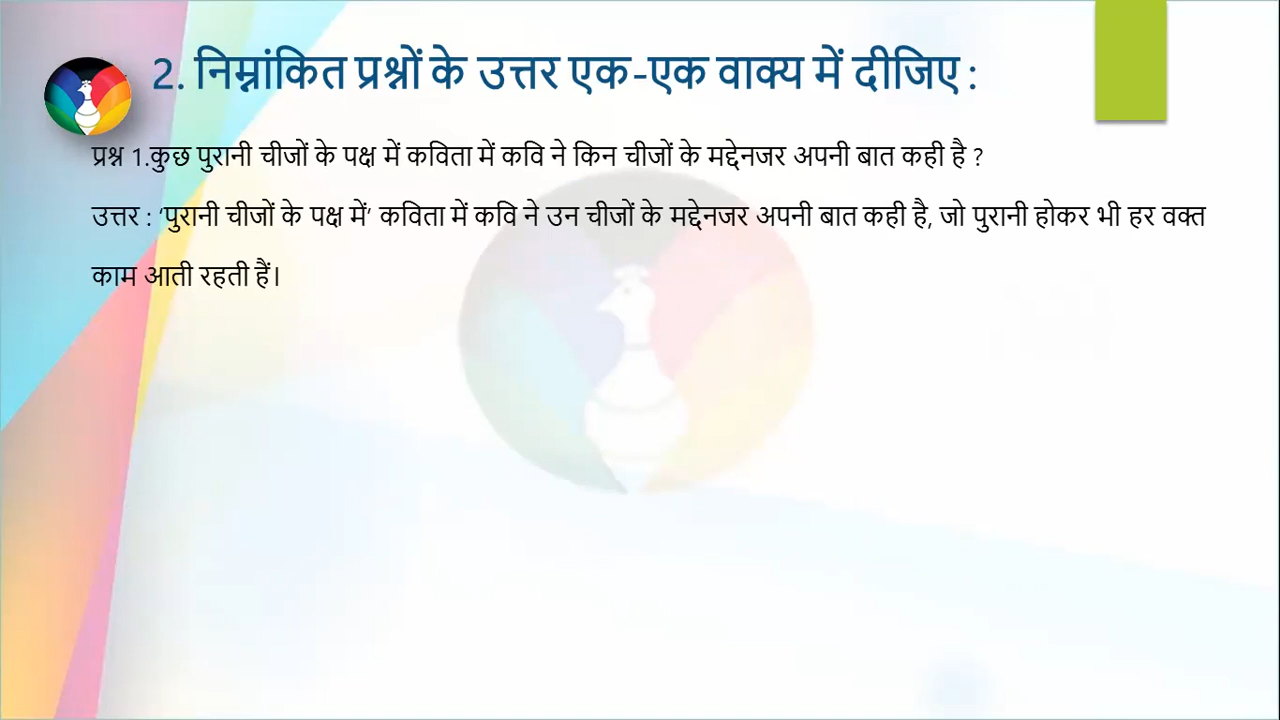 2. निम्नांकित प्रश्नों के उत्तर एक-एक वाक्य में दीजिए :
प्रश्न 1.कुछ पुरानी चीजों के पक्ष में कविता में कवि ने किन चीजों के मद्देनजर अपनी बात कही है ?
उत्तर : ‘पुरानी चीजों के पक्ष में’ कविता में कवि ने उन चीजों के मद्देनजर अपनी बात कही है, जो पुरानी होकर भी हर वक्त
काम आती रहती हैं।